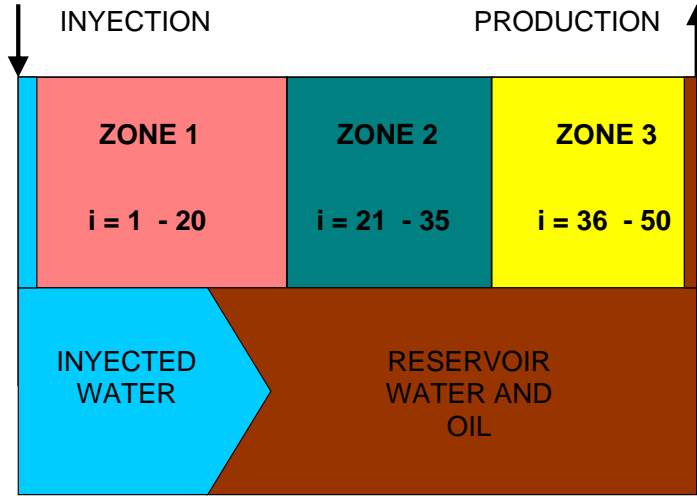 INYECTION
PRODUCTION
ZONE 1
ZONE 2
ZONE 3
i = 1 - 20
i = 21 - 35
i = 36 - 50
INYECTED
WATER
RESERVOIR
WATER AND
OIL